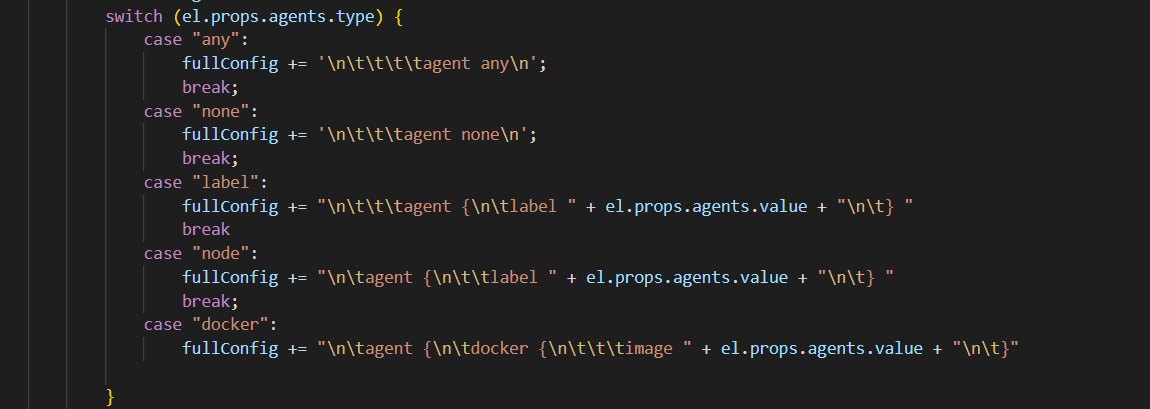 switch (el.props.agents.type) {
case "any":
fullConfig += '\n\t\t\t\tagent any\n';
break;
case "none":
fullConfig += '\n\t\t\tagent none\n';
break;
case "label":
fullConfig += "\n\t\t\tagent {\n\tlabel " + el.props.agents.value + "\n\t} "
break
case "node":
fullConfig += "\n\tagent {\n\t\tlabel " + el.props.agents.value + "\n\t} "
break;
case "docker":
fullConfig += "\n\tagent {\n\tdocker {\n\t\t\timage " + el.props.agents.value + "\n\t}"
}